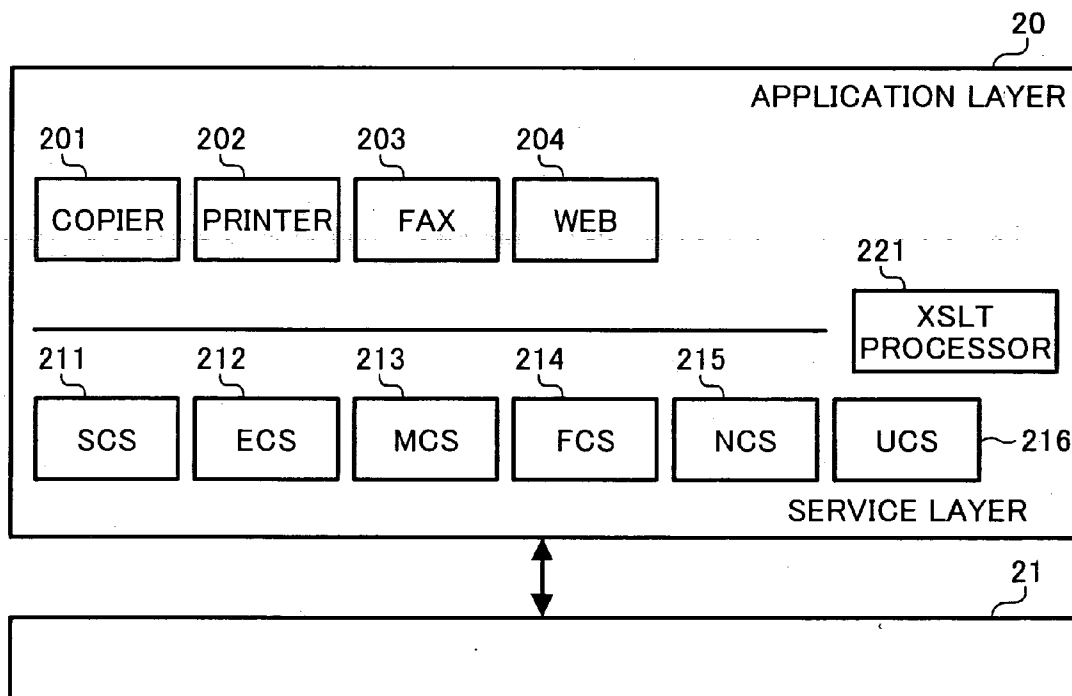 20
APPLICATION LAYER
201 202 203 204
COPIER PRINTER FAX WEB
221
XSLT
PROCESSOR
211 212 213 214 215
SCS ECS MCS FCS NCS UCS 216
SERVICE LAYER
21